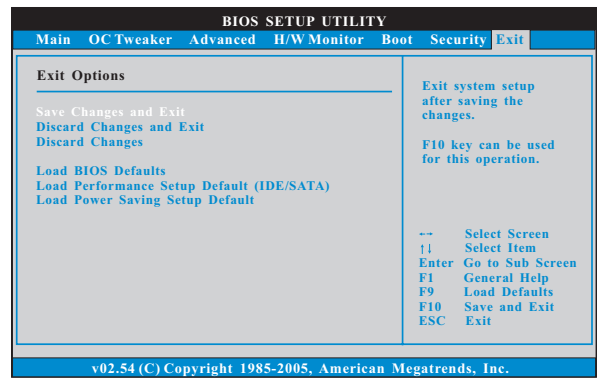 BIOS SETUP UTILITY
Main OC Tweaker Advanced H/W Monitor Boot Security Exit
Exit Options
Save Changes and Exit
Discard Changes and Exit
Discard Changes
Load BIOS Defaults
Load Performance Setup Default (IDE/SATA)
Load Power Saving Setup Default
Exit system setup
after saving the
changes.
F10 key can be used
for this operation.
←→ Select Screen
↑↓ Select Item
Enter Go to Sub Screen
F1 General Help
F9 Load Defaults
F10 Save and Exit
ESC Exit
v02.54 (C) Copyright 1985-2005, American Megatrends, Inc.